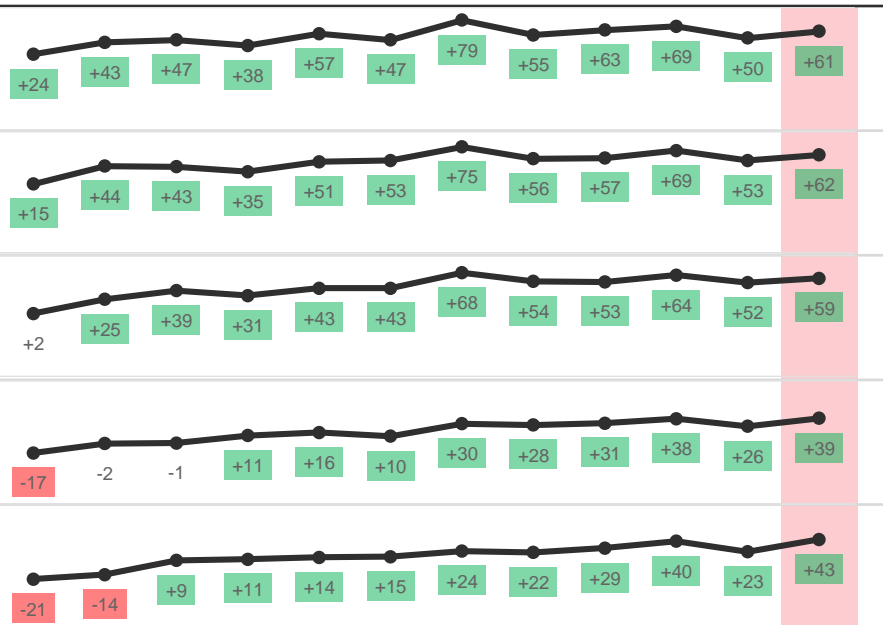 +24 +43 +47 +38 +57 +47 +79 +55 +63 +69 +50 +61
+15 +44 +43 +35 +51 +53 +75 +56 +57 +69 +53 +62
+2 +25 +39 +31 +43 +43 +68 +54 +53 +64 +52 +59
-17 -2 -1 +11 +16 +10 +30 +28 +31 +38 +26 +39
-21 -14 +9 +11 +14 +15 +24 +22 +29 +40 +23 +43